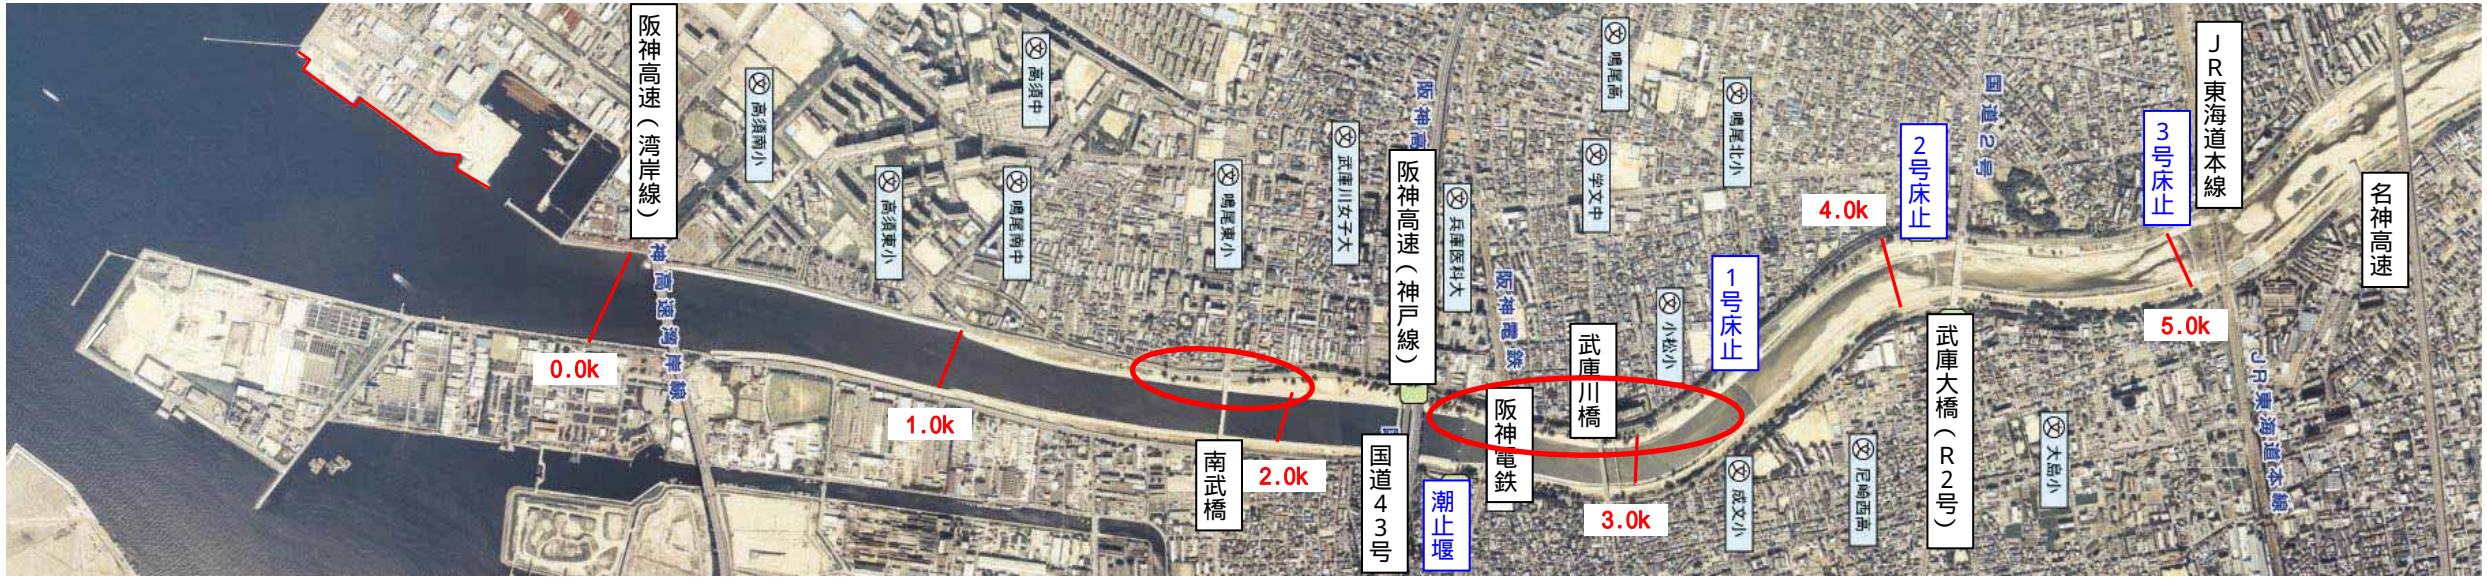 阪神高速（湾岸線）
神高速湾岸線
高須南小
高須中
高須東小
鳴尾南中
鳴尾東小
武庫川女子大
阪神高
阪神高速（神戸線）
兵庫医科大
阪神電鉄
鳴尾高
学文中
鳴尾北小
小松小
武庫川橋
1号床止
4.0k
2号床止
国道2号
3号床止
JR東海道本線
名神高速
0.0k
1.0k
南武橋
2.0k
国道43号
潮止堰
阪神電鉄
3.0k
成文小
尼崎西高
武庫大橋（R2号）
大島小
5.0k
JR東海道本線